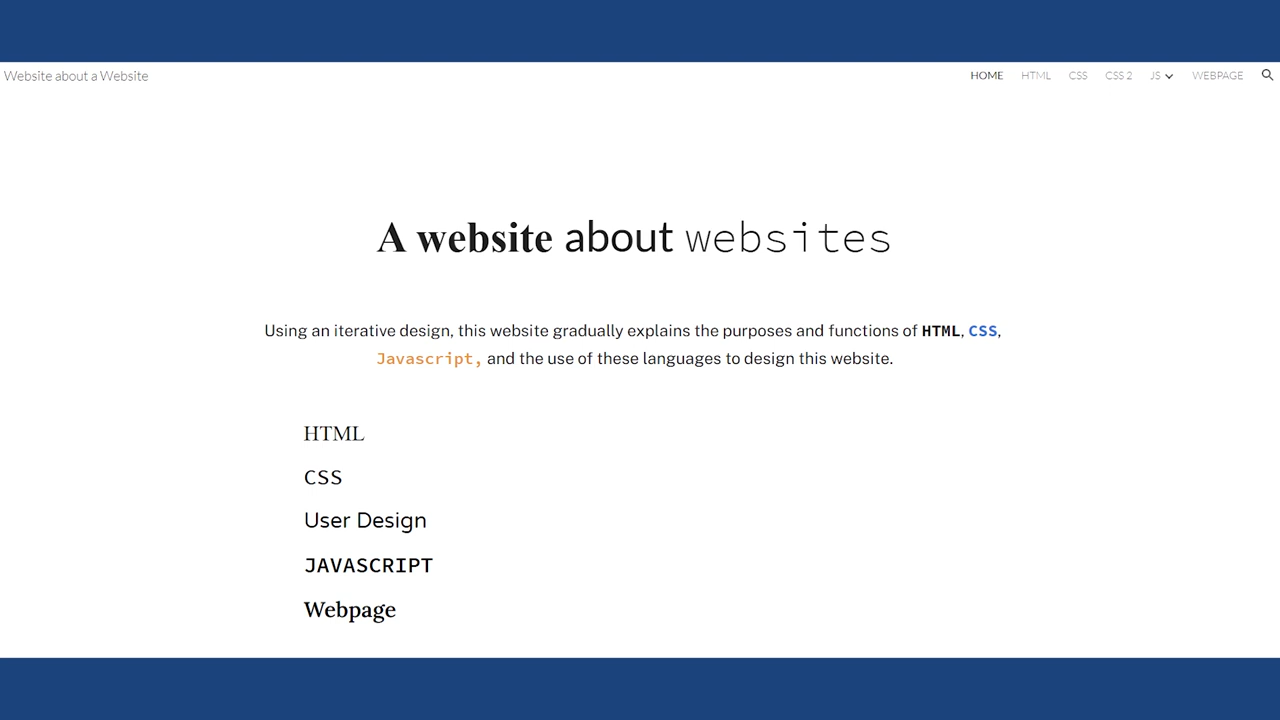 Website about a Website
HOME HTML CSS CSS 2 JS WEBPAGE
A website about websites
Using an iterative design, this website gradually explains the purposes and functions of HTML, CSS,
Javascript, and the use of these languages to design this website.
HTML
CSS
User Design
JAVASCRIPT
Webpage